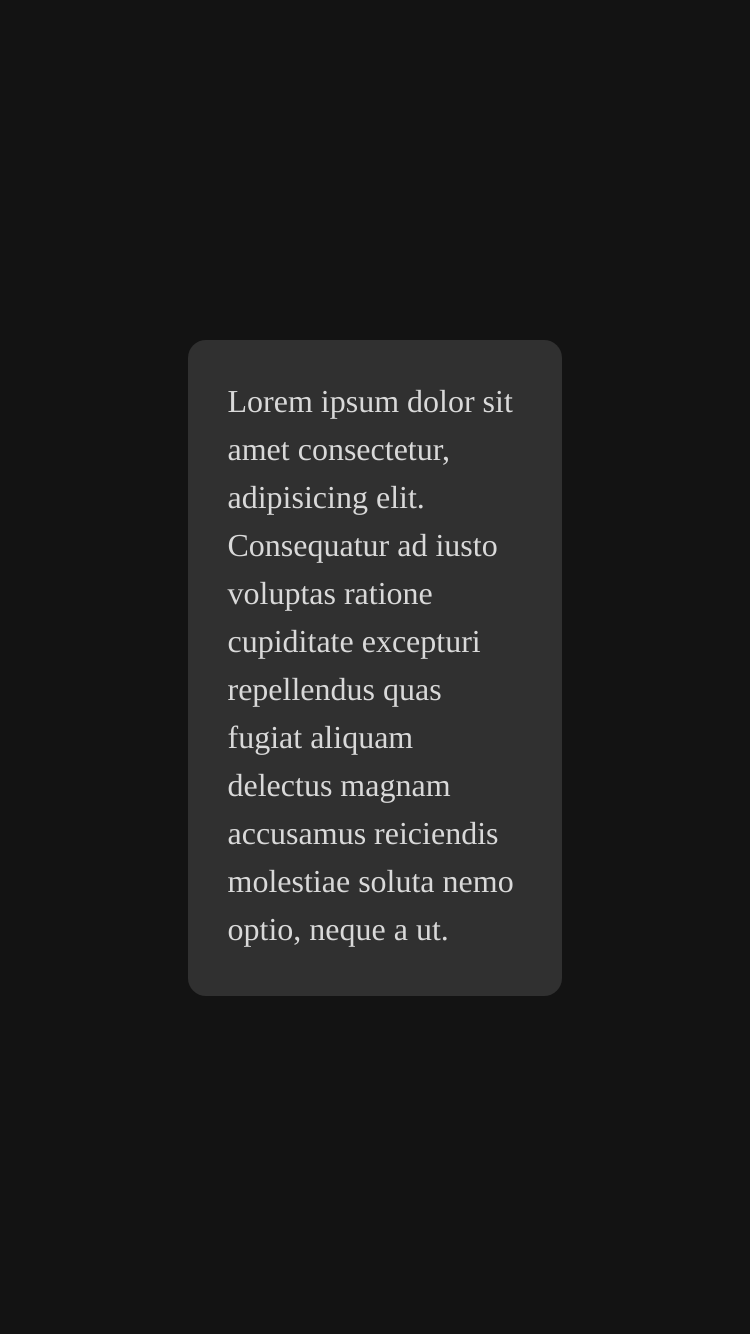 Lorem ipsum dolor sit
amet consectetur,
adipisicing elit.
Consequatur ad iusto
voluptas ratione
cupiditate excepturi
repellendus quas
fugiat aliquam
delectus magnam
accusamus reiciendis
molestiae soluta nemo
optio, neque a ut.